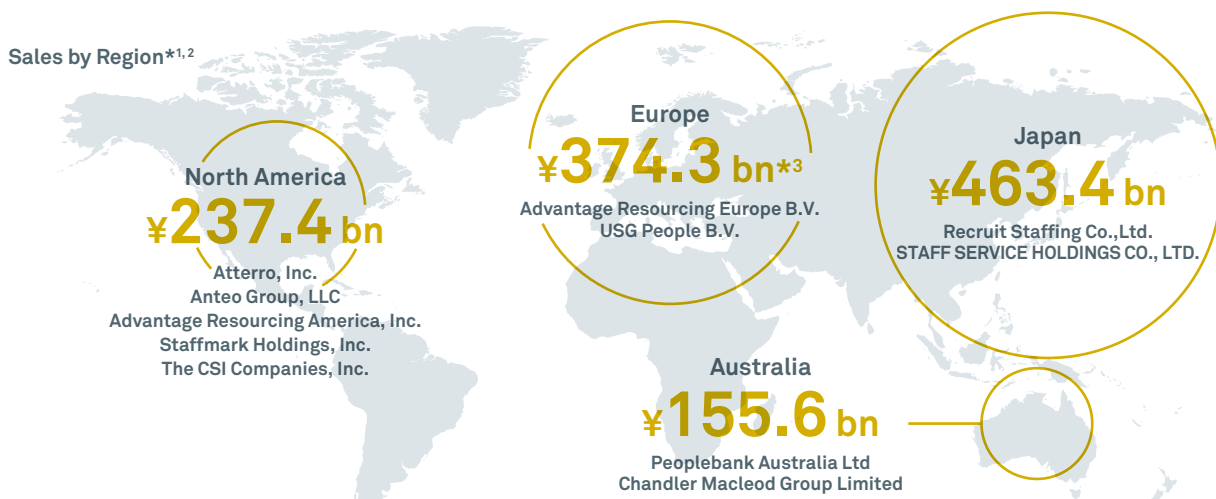 Sales by Region*1, 2
North America
¥237.4 bn
Atterro, Inc.
Anteo Group, LLC
Advantage Resourcing America, Inc.
Staffmark Holdings, Inc.
The CSI Companies, Inc.
Europe
¥374.3 bn*3
Advantage Resourcing Europe B.V.
USG People B.V.
Japan
¥463.4 bn
Recruit Staffing Co.,Ltd.
STAFF SERVICE HOLDINGS CO., LTD.
Australia
¥155.6 bn
Peoplebank Australia Ltd
Chandler Macleod Group Limited